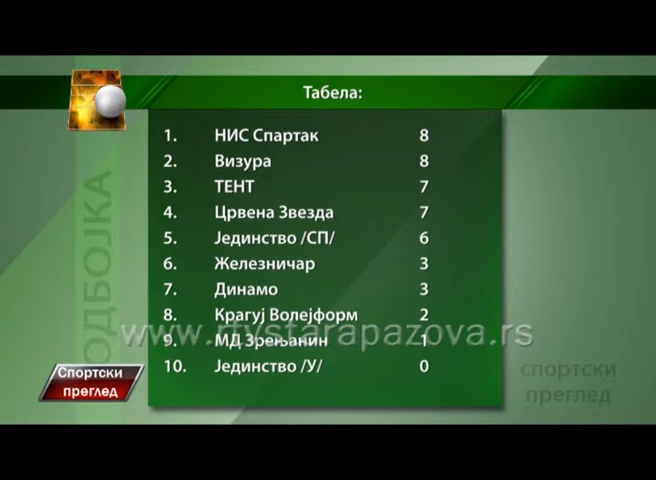 Табела:
1. НИС Спартак 8
2. Визура 8
3. ТЕНТ 7
4. Црвена Звезда 7
5. Јединство /СП/ 6
6. Железничар 3
7. Динамо 3
8. Крагуј Волејформ 2
9. МД Зрењанин 1
10. Јединство /У/ 0
www.rtvstarapazova.rs
ОДБОЈКА
Спортски
преглед
спортски
преглед